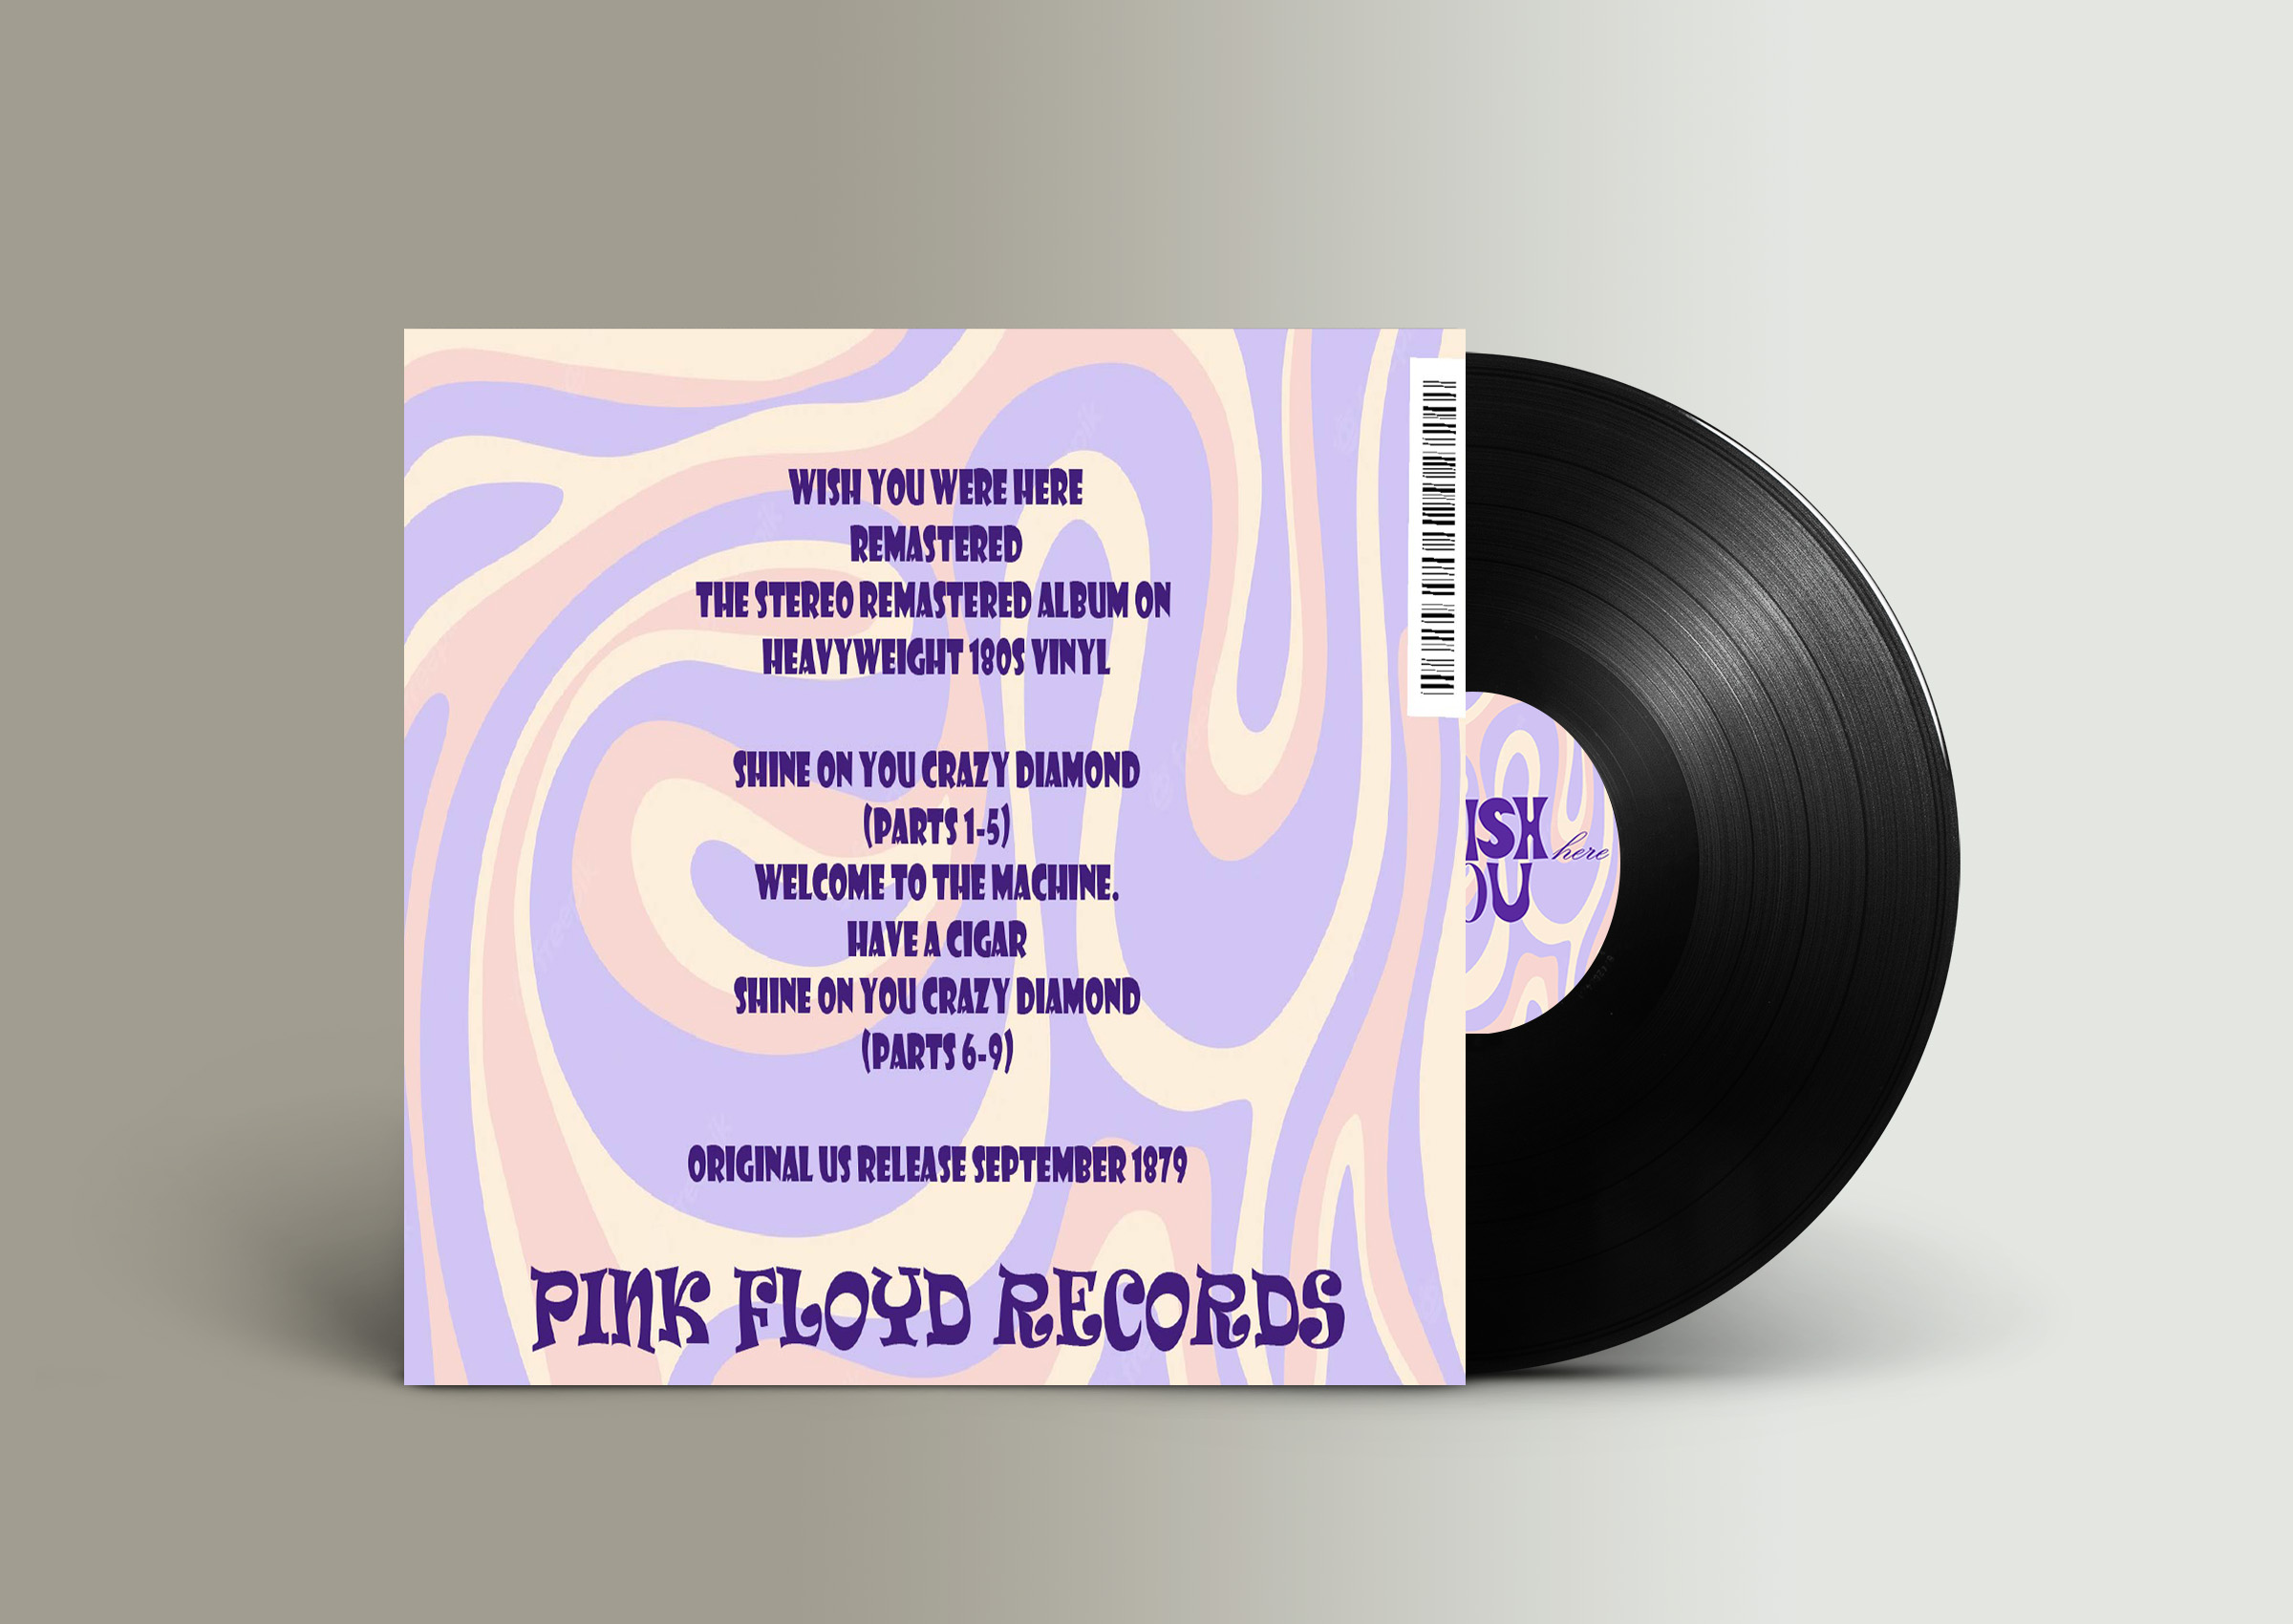 WISH YOU WERE HERE
REMASTERED
THE STEREO REMASTERED ALBUM ON
HEAVYWEIGHT 180S VINYL
SHINE ON YOU CRAZY DIAMOND
(PARTS 1-5)
WELCOME TO THE MACHINE.
HAVE A CIGAR
SHINE ON YOU CRAZY DIAMOND
(PARTS 6-9)
ORIGINAL US RELEASE SEPTEMBER 1879
PINK FLOYD RECORDS
ISH
here
OU